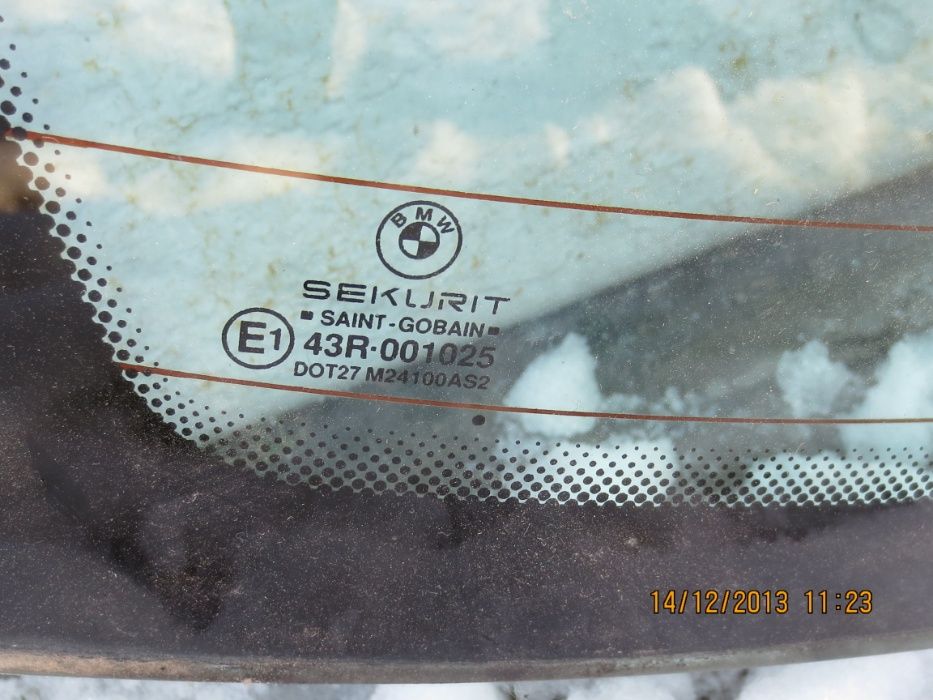 BMW
SEKURIT
SAINT-GOBAIN
E1 43R·001025
DOT27 M24100AS2
14/12/2013 11:23